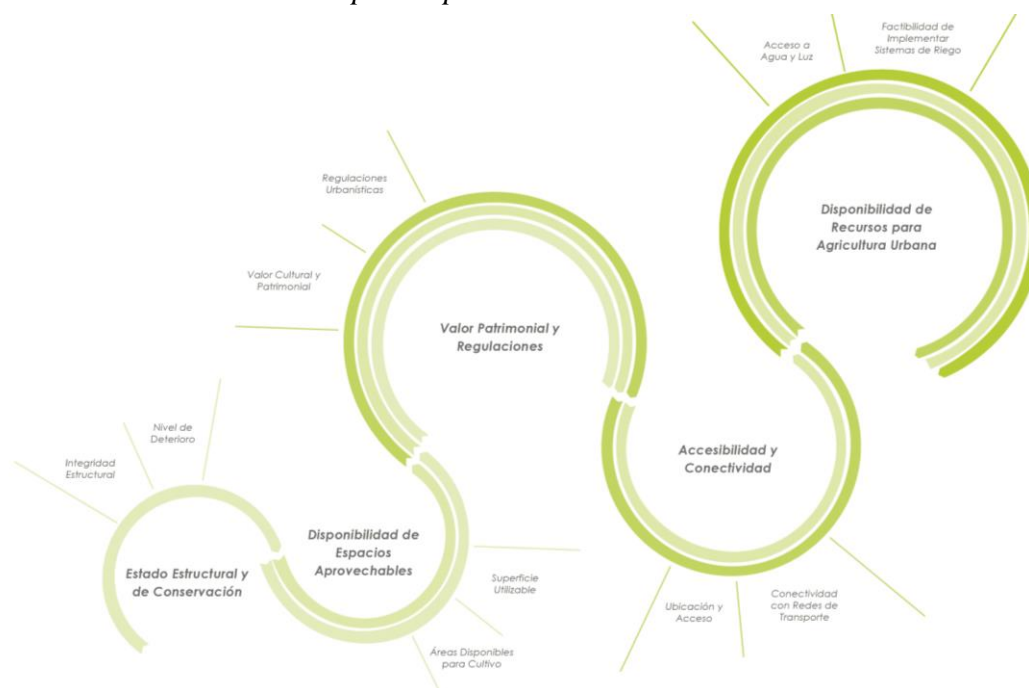 Acceso a
Agua y Luz
Factibilidad de
Implementar
Sistemas de Riego
Disponibilidad de
Recursos para
Agricultura Urbana
Regulaciones
Urbanísticas
Valor Cultural y
Patrimonial
Valor Patrimonial y
Regulaciones
Accesibilidad y
Conectividad
Nivel de
Deterioro
Integridad
Estructural
Estado Estructural y
de Conservación
Disponibilidad de
Espacios
Aprovechables
Superficie
Utilizable
Áreas Disponibles
para Cultivo
Ubicación y
Acceso
Conectividad
con Redes de
Transporte